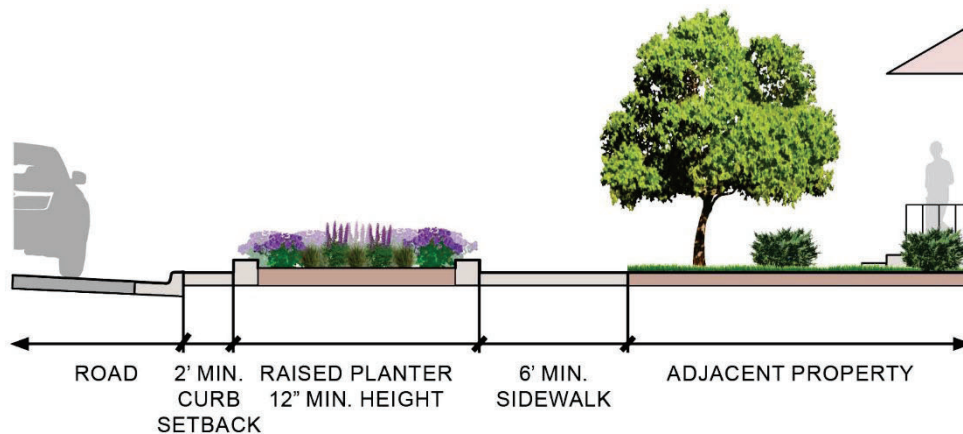 ROAD
2’ MIN.
CURB
SETBACK
RAISED PLANTER
12” MIN. HEIGHT
6’ MIN.
SIDEWALK
ADJACENT PROPERTY